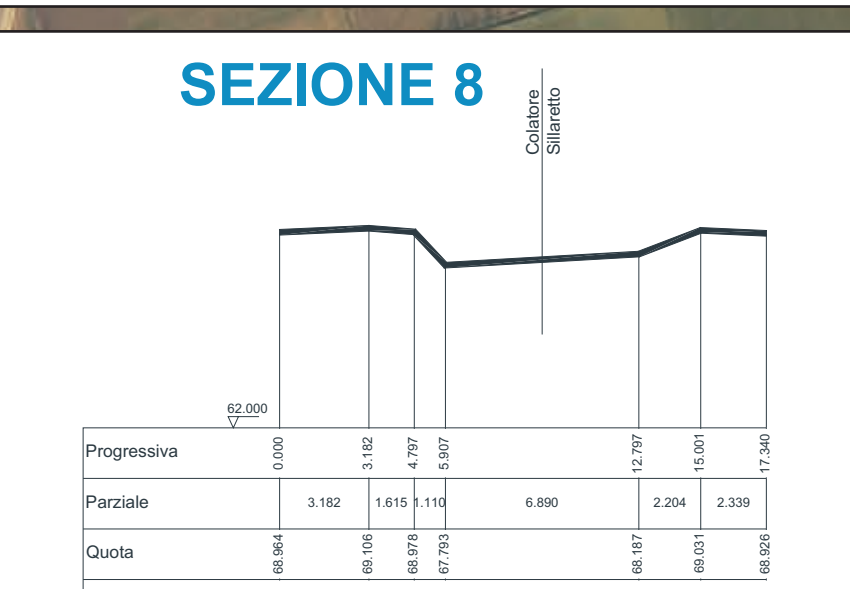 SEZIONE 8
Colatore
Sillaretto
62.000
Progressiva 0.000 3.182 4.797 5.907 12.797 15.001 17.340
Parziale 3.182 1.615 1.110 6.890 2.204 2.339
Quota 68.964 69.106 68.978 67.793 68.187 69.031 68.926